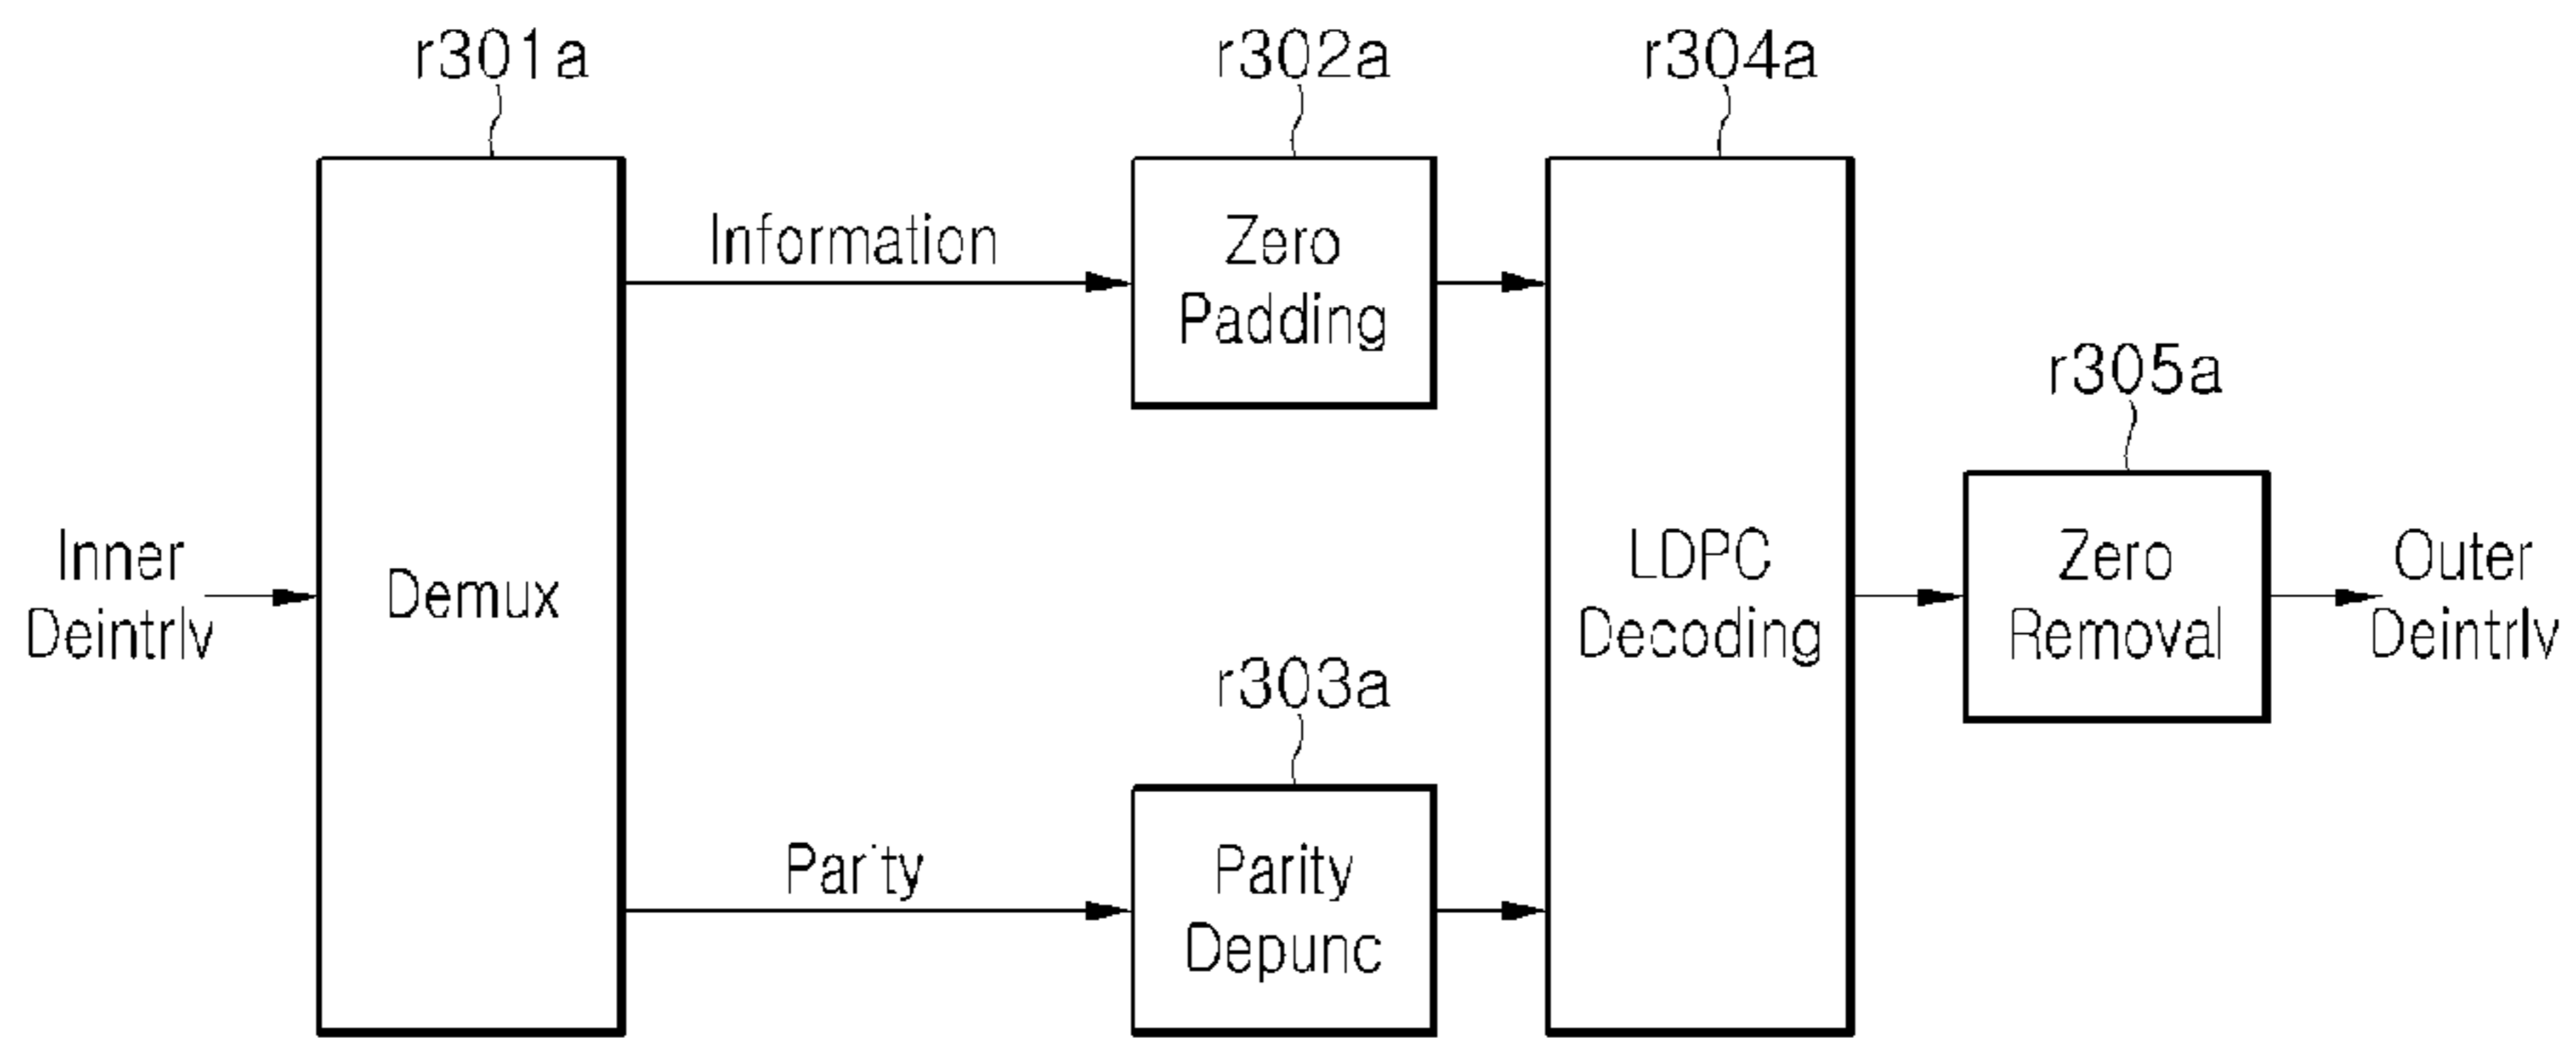 r301a
r302a
r304a
Information
Zero
Padding
r305a
Inner
Deintrlv
Demux
LDPC
Decoding
Zero
Removal
Outer
Deintrlv
r303a
Parity
Parity
Depunc